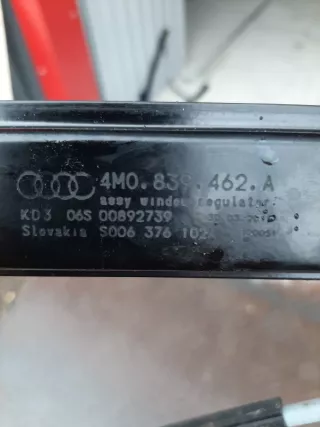 4M0.839.462.A
assy window regulator
KD3 06S 00892739
Slovakia S006 376 102